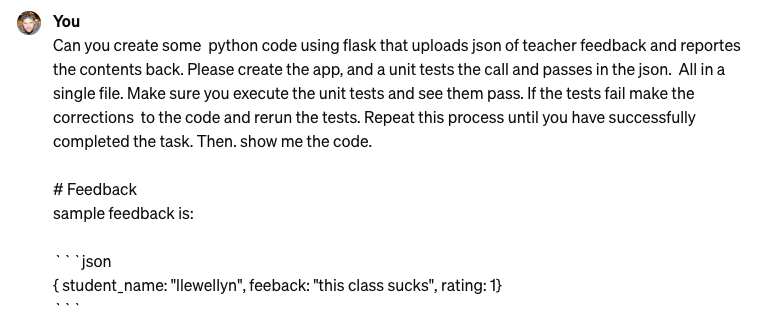 You
Can you create some  python code using flask that uploads json of teacher feedback and reportes
the contents back. Please create the app, and a unit tests the call and passes in the json.  All in a
single file. Make sure you execute the unit tests and see them pass. If the tests fail make the
corrections  to the code and rerun the tests. Repeat this process until you have successfully
completed the task. Then. show me the code.
# Feedback
sample feedback is:
` ` `json
{ student_name: "llewellyn", feeback: "this class sucks", rating: 1}
` ` `